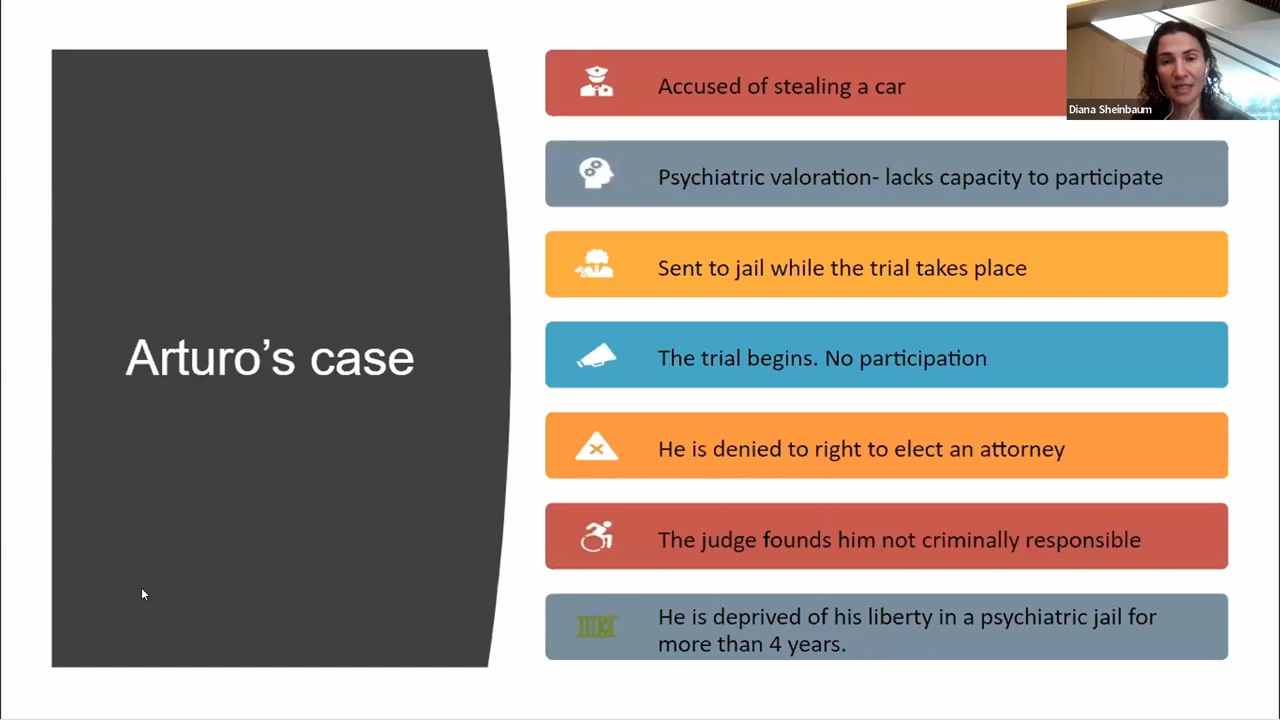 Arturo’s case
Accused of stealing a car
Psychiatric valoration- lacks capacity to participate
Sent to jail while the trial takes place
The trial begins. No participation
He is denied to right to elect an attorney
The judge founds him not criminally responsible
He is deprived of his liberty in a psychiatric jail for
more than 4 years.
Diana Sheinbaum